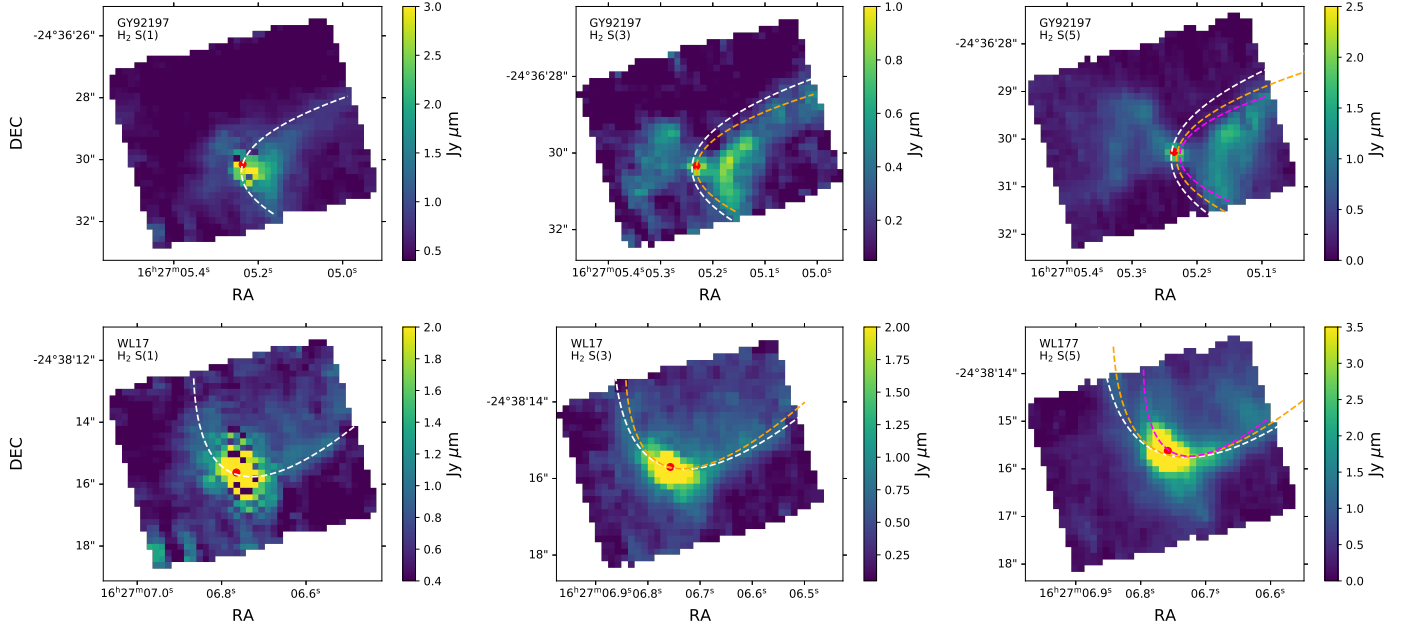 GY92197
H₂ S(1)
-24°36'26"
28"
30"
32"
DEC
16ʰ27ᵐ05.4ˢ 05.2ˢ 05.0ˢ
RA
3.0
2.5
2.0
1.5
1.0
0.5
Jy μm
GY92197
H₂ S(3)
-24°36'28"
30"
32"
16ʰ27ᵐ05.4ˢ 05.3ˢ 05.2ˢ 05.1ˢ 05.0ˢ
RA
1.0
0.8
0.6
0.4
0.2
Jy μm
GY92197
H₂ S(5)
-24°36'28"
29"
30"
31"
32"
16ʰ27ᵐ05.4ˢ 05.3ˢ 05.2ˢ 05.1ˢ
RA
2.5
2.0
1.5
1.0
0.5
0.0
Jy μm
WL17
H₂ S(1)
-24°38'12"
14"
16"
18"
DEC
16ʰ27ᵐ07.0ˢ 06.8ˢ 06.6ˢ
RA
2.0
1.8
1.6
1.4
1.2
1.0
0.8
0.6
0.4
Jy μm
WL17
H₂ S(3)
-24°38'14"
16"
18"
16ʰ27ᵐ06.9ˢ 06.8ˢ 06.7ˢ 06.6ˢ 06.5ˢ
RA
2.00
1.75
1.50
1.25
1.00
0.75
0.50
0.25
Jy μm
WL177
H₂ S(5)
-24°38'14"
15"
16"
17"
18"
16ʰ27ᵐ06.9ˢ 06.8ˢ 06.7ˢ 06.6ˢ
RA
3.5
3.0
2.5
2.0
1.5
1.0
0.5
0.0
Jy μm